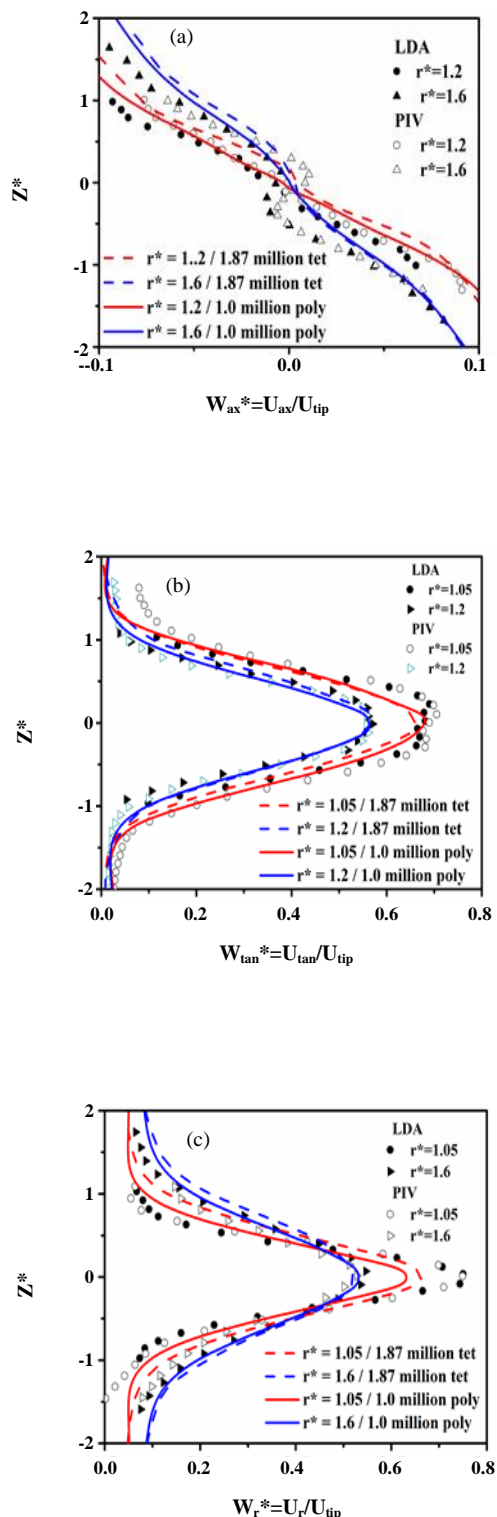 (a)
LDA
r*=1.2
r*=1.6
PIV
r*=1.2
r*=1.6
2
1
0
-1
-2
Z*
r* = 1..2 / 1.87 million tet
r* = 1.6 / 1.87 million tet
r* = 1.2 / 1.0 million poly
r* = 1.6 / 1.0 million poly
--0.1
0.0
0.1
Wax*=Uax/Utip
(b)
LDA
r*=1.05
r*=1.2
PIV
r*=1.05
r*=1.2
2
1
0
-1
-2
Z*
r* = 1.05 / 1.87 million tet
r* = 1.2 / 1.87 million tet
r* = 1.05 / 1.0 million poly
r* = 1.2 / 1.0 million poly
0.0
0.2
0.4
0.6
0.8
Wtan*=Utan/Utip
(c)
LDA
r*=1.05
r*=1.6
PIV
r*=1.05
r*=1.6
2
1
0
-1
-2
Z*
r* = 1.05 / 1.87 million tet
r* = 1.6 / 1.87 million tet
r* = 1.05 / 1.0 million poly
r* = 1.6 / 1.0 million poly
0.0
0.2
0.4
0.6
0.8
Wr*=Ur/Utip